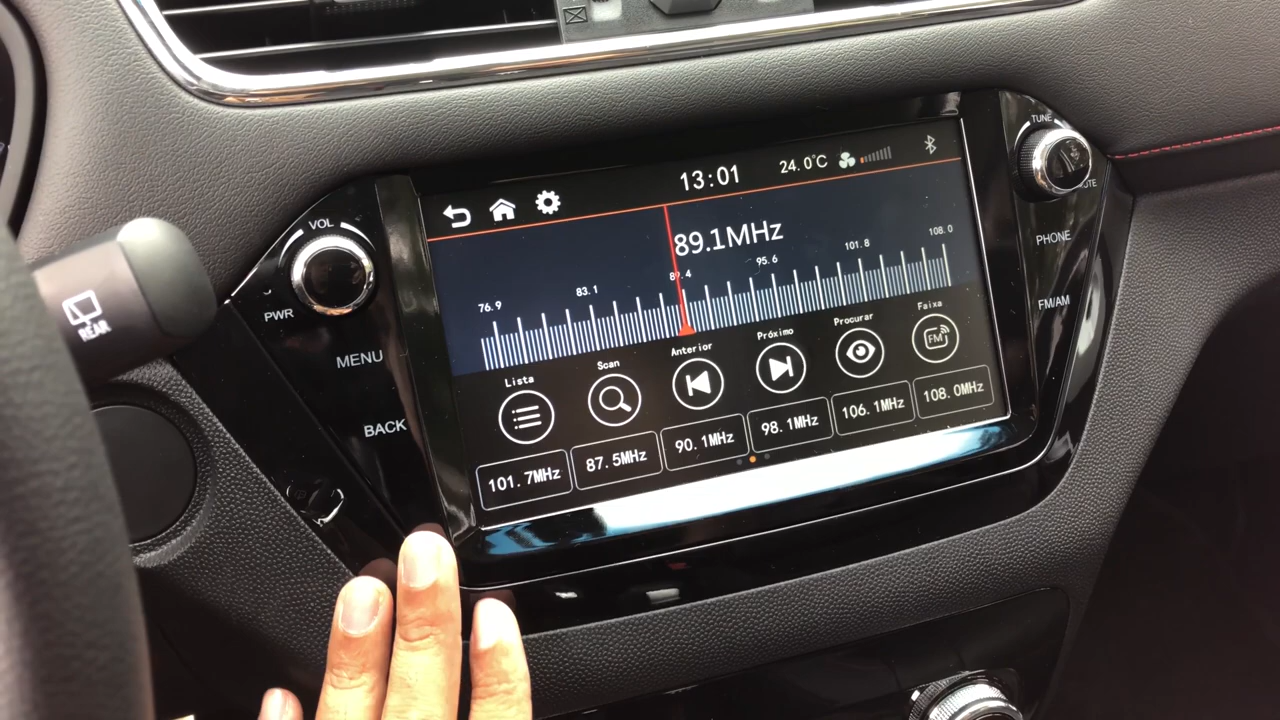 13:01
24.0°C
89.1MHz
76.9
83.1
89.4
95.6
101.8
108.0
Lista
Scan
Anterior
Próximo
Procurar
Faixa
FM
101.7MHz
87.5MHz
90.1MHz
98.1MHz
106.1MHz
108.0MHz
VOL
PWR
MENU
BACK
TUNE
PHONE
FM/AM
REAR